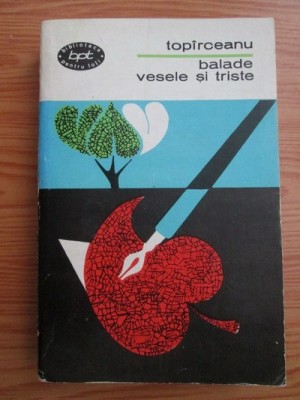 biblioteca
bpt
pentru toți
topîrceanu
balade
vesele și triste